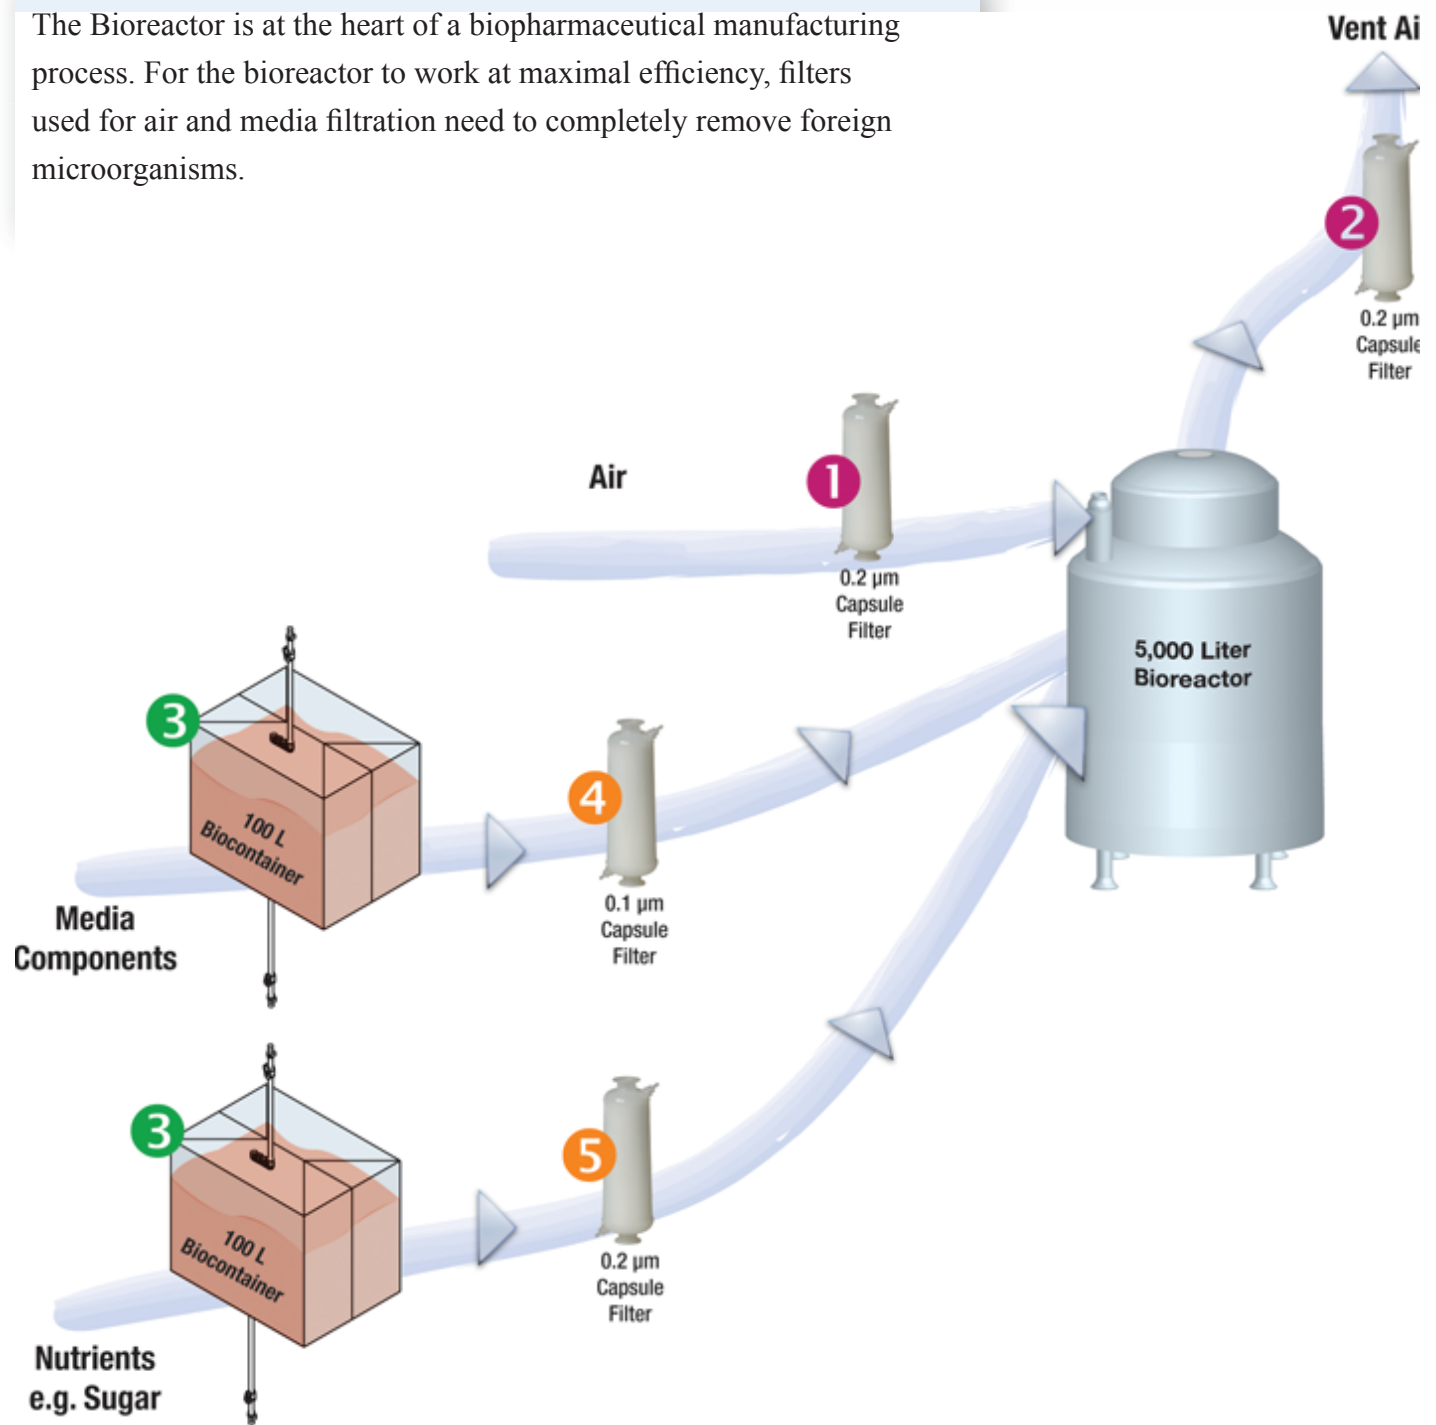 The Bioreactor is at the heart of a biopharmaceutical manufacturing
process. For the bioreactor to work at maximal efficiency, filters
used for air and media filtration need to completely remove foreign
microorganisms.
Vent Ai
2
0.2 µm
Capsule
Filter
Air
1
0.2 µm
Capsule
Filter
5,000 Liter
Bioreactor
3
100 L
Biocontainer
4
0.1 µm
Capsule
Filter
Media
Components
3
100 L
Biocontainer
5
0.2 µm
Capsule
Filter
Nutrients
e.g. Sugar